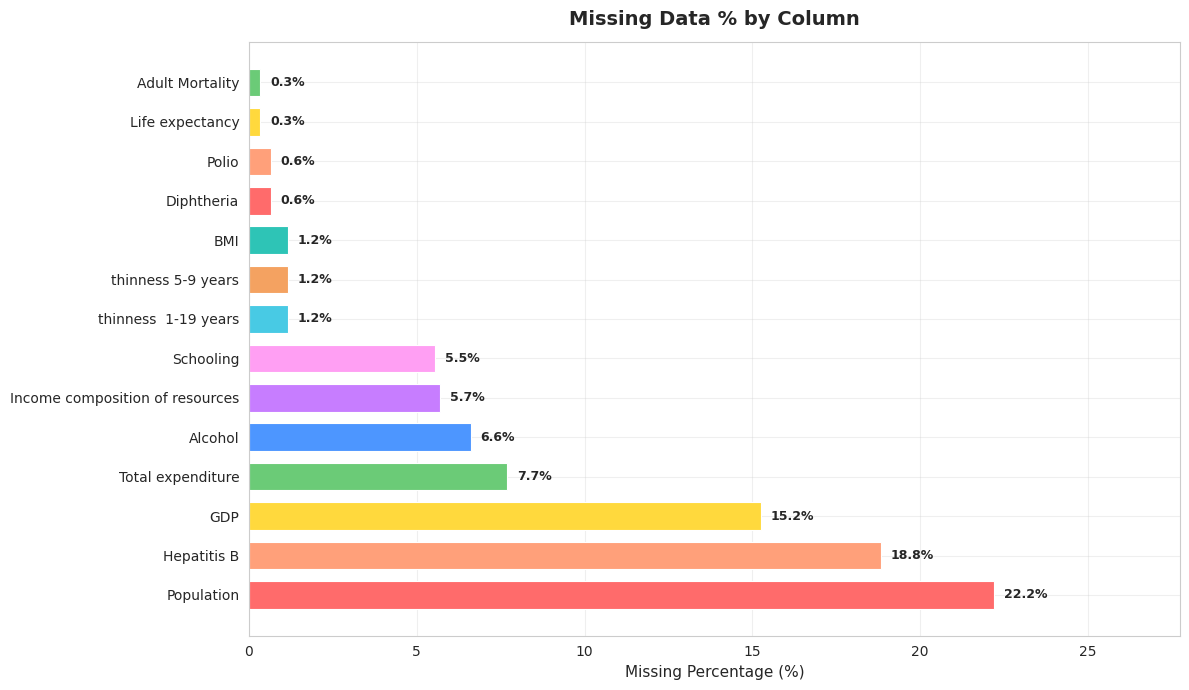 Missing Data % by Column
Adult Mortality 0.3%
Life expectancy 0.3%
Polio 0.6%
Diphtheria 0.6%
BMI 1.2%
thinness 5-9 years 1.2%
thinness  1-19 years 1.2%
Schooling 5.5%
Income composition of resources 5.7%
Alcohol 6.6%
Total expenditure 7.7%
GDP 15.2%
Hepatitis B 18.8%
Population 22.2%
0 5 10 15 20 25
Missing Percentage (%)